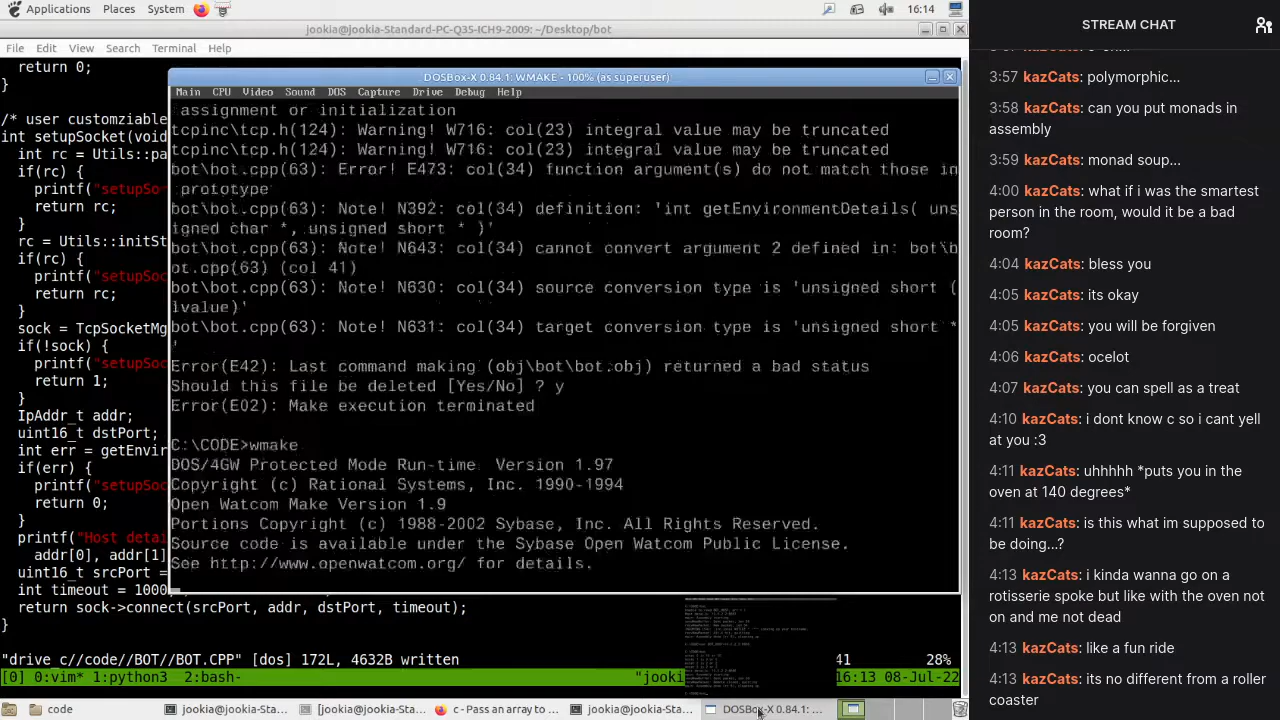 Applications Places System
16:14
jookia@jookia-Standard-PC-Q35-ICH9-2009: ~/Desktop/bot
File Edit View Search Terminal Help
return 0;
}
/* user customziable
int setupSocket(void
int rc = Utils::pa
if(rc) {
printf("setupSo
return rc;
}
rc = Utils::initSt
if(rc) {
printf("setupSoc
return rc;
}
sock = TcpSocketMg
if(!sock) {
printf("setupSoc
return 1;
}
IpAddr_t addr;
uint16_t dstPort;
int err = getEnvir
if(err) {
printf("setupSoc
return 0;
}
printf("Host detai
addr[0], addr[1]
uint16_t srcPort =
int timeout = 1000
return sock->connect(srcPort, addr, dstPort, timeout);
"drive_c//code//BOT/BOT.CPP" [dos] 172L, 4632B written
41 28%
0:vim 1:python3 2:bash-
"jooki
16:13 08-Jul-22
DOSBox-X 0.84.1: WMAKE - 100% (as superuser)
Main CPU Video Sound DOS Capture Drive Debug Help
assignment or initialization
tcpinc\tcp.h(124): Warning! W716: col(23) integral value may be truncated
tcpinc\tcp.h(124): Warning! W716: col(23) integral value may be truncated
bot\bot.cpp(63): Error! E473: col(34) function argument(s) do not match those in
prototype
bot\bot.cpp(63): Note! N392: col(34) definition: 'int getEnvironmentDetails( uns
igned char *, unsigned short * )'
bot\bot.cpp(63): Note! N643: col(34) cannot convert argument 2 defined in: bot\b
ot.cpp(63) (col 41)
bot\bot.cpp(63): Note! N630: col(34) source conversion type is 'unsigned short (
lvalue)'
bot\bot.cpp(63): Note! N631: col(34) target conversion type is 'unsigned short *
'
Error(E42): Last command making (obj\bot\bot.obj) returned a bad status
Should this file be deleted [Yes/No] ? y
Error(E02): Make execution terminated
C:\CODE>wmake
DOS/4GW Protected Mode Run-time Version 1.97
Copyright (c) Rational Systems, Inc. 1990-1994
Open Watcom Make Version 1.9
Portions Copyright (c) 1988-2002 Sybase, Inc. All Rights Reserved.
Source code is available under the Sybase Open Watcom Public License.
See http://www.openwatcom.org/ for details.
code
jookia@jookia-Sta...
[jookia@jookia-St...
c - Pass an array to ...
jookia@jookia-Sta...
DOSBox-X 0.84.1: ...
STREAM CHAT
3:57 kazCats: polymorphic...
3:58 kazCats: can you put monads in
assembly
3:59 kazCats: monad soup...
4:00 kazCats: what if i was the smartest
person in the room, would it be a bad
room?
4:04 kazCats: bless you
4:05 kazCats: its okay
4:05 kazCats: you will be forgiven
4:06 kazCats: ocelot
4:07 kazCats: you can spell as a treat
4:10 kazCats: i dont know c so i cant yell
at you :3
4:11 kazCats: uhhhhh *puts you in the
oven at 140 degrees*
4:11 kazCats: is this what im supposed to
be doing...?
4:13 kazCats: i kinda wanna go on a
rotisserie spoke but like with the oven not
on and me not dead
4:13 kazCats: like fun ride
4:13 kazCats: its no different from a roller
coaster